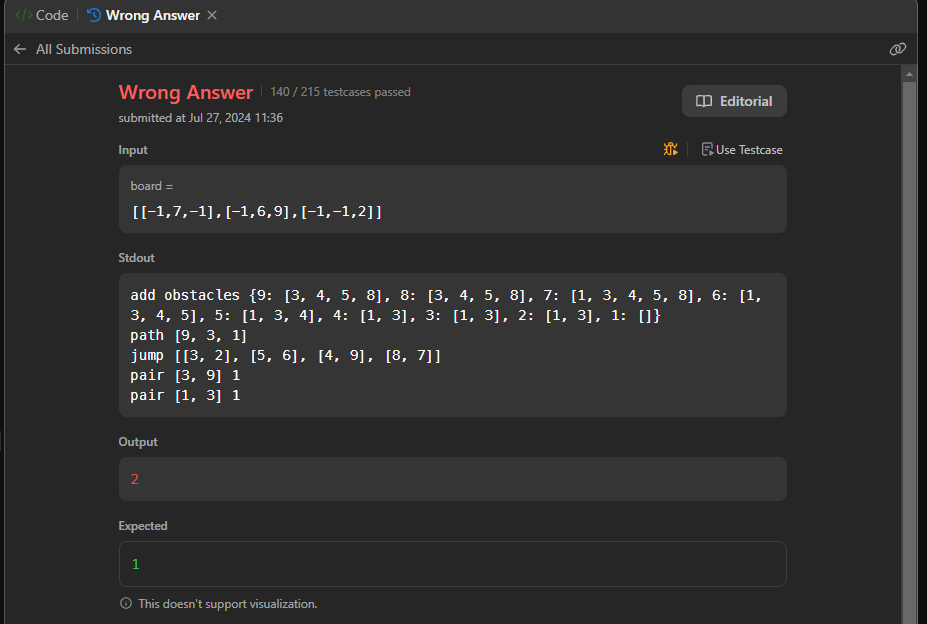 </> Code | Wrong Answer ×
← All Submissions
Wrong Answer | 140 / 215 testcases passed
Editorial
submitted at Jul 27, 2024 11:36
Input
Use Testcase
board =
[[-1,7,-1],[-1,6,9],[-1,-1,2]]
Stdout
add obstacles {9: [3, 4, 5, 8], 8: [3, 4, 5, 8], 7: [1, 3, 4, 5, 8], 6: [1,
3, 4, 5], 5: [1, 3, 4], 4: [1, 3], 3: [1, 3], 2: [1, 3], 1: []}
path [9, 3, 1]
jump [[3, 2], [5, 6], [4, 9], [8, 7]]
pair [3, 9] 1
pair [1, 3] 1
Output
2
Expected
1
This doesn't support visualization.